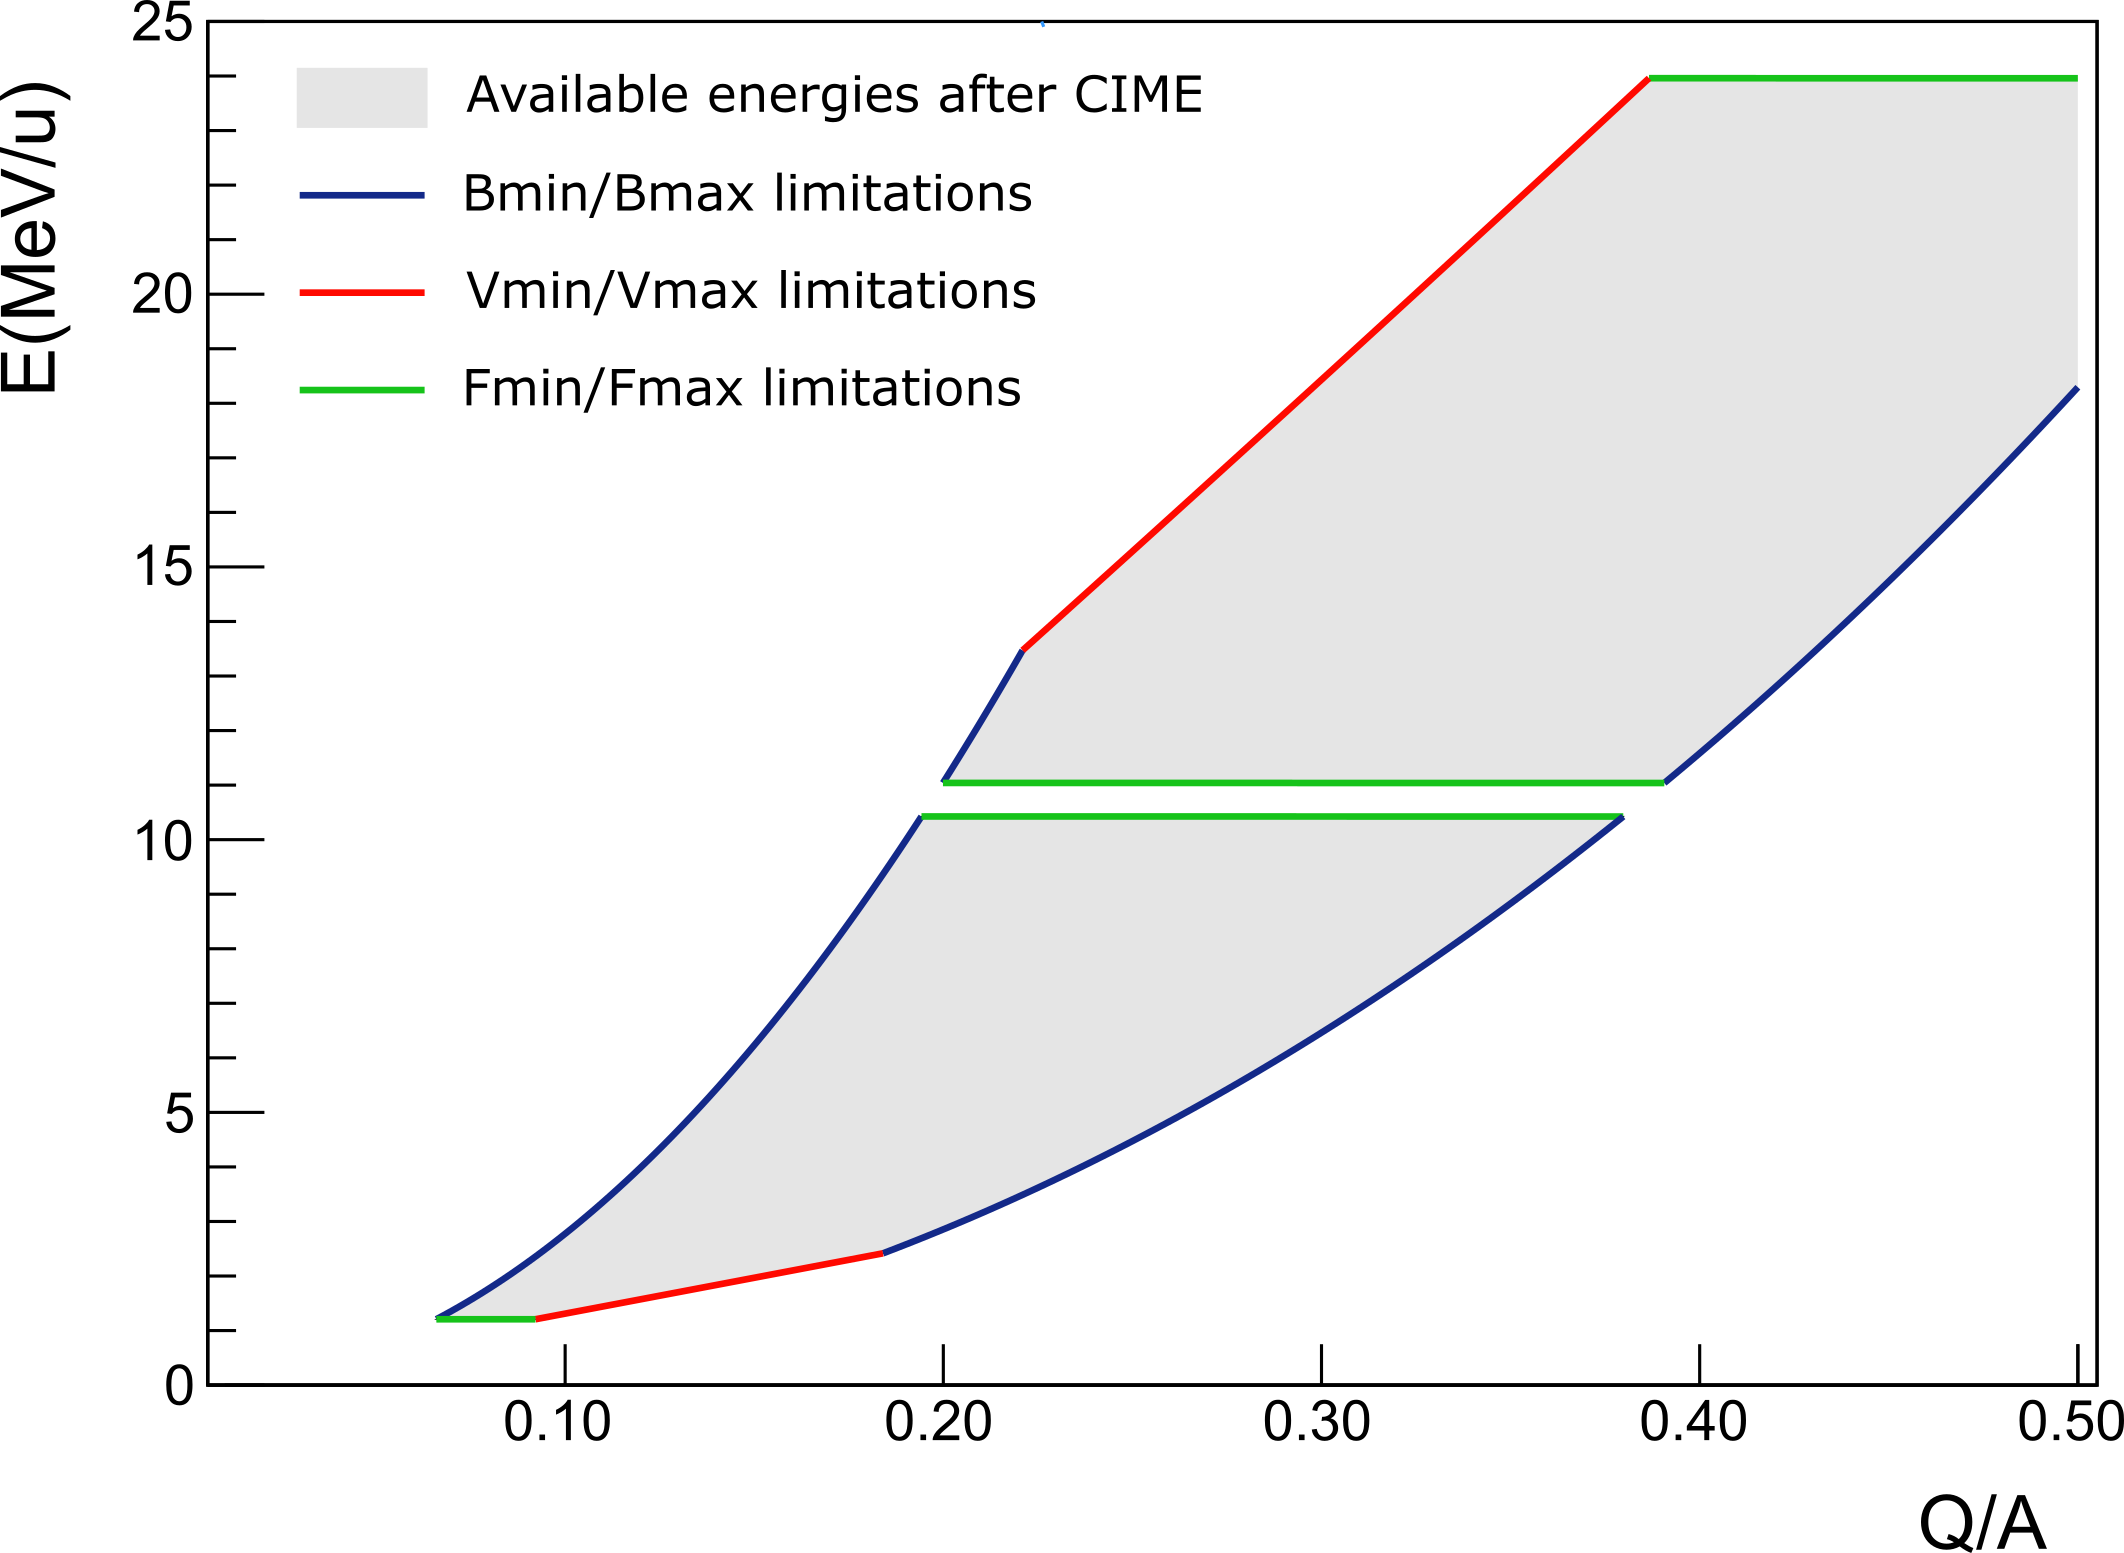 25
Available energies after CIME
Bmin/Bmax limitations
Vmin/Vmax limitations
Fmin/Fmax limitations
E(MeV/u)
20
15
10
5
0
0.10 0.20 0.30 0.40 0.50
Q/A